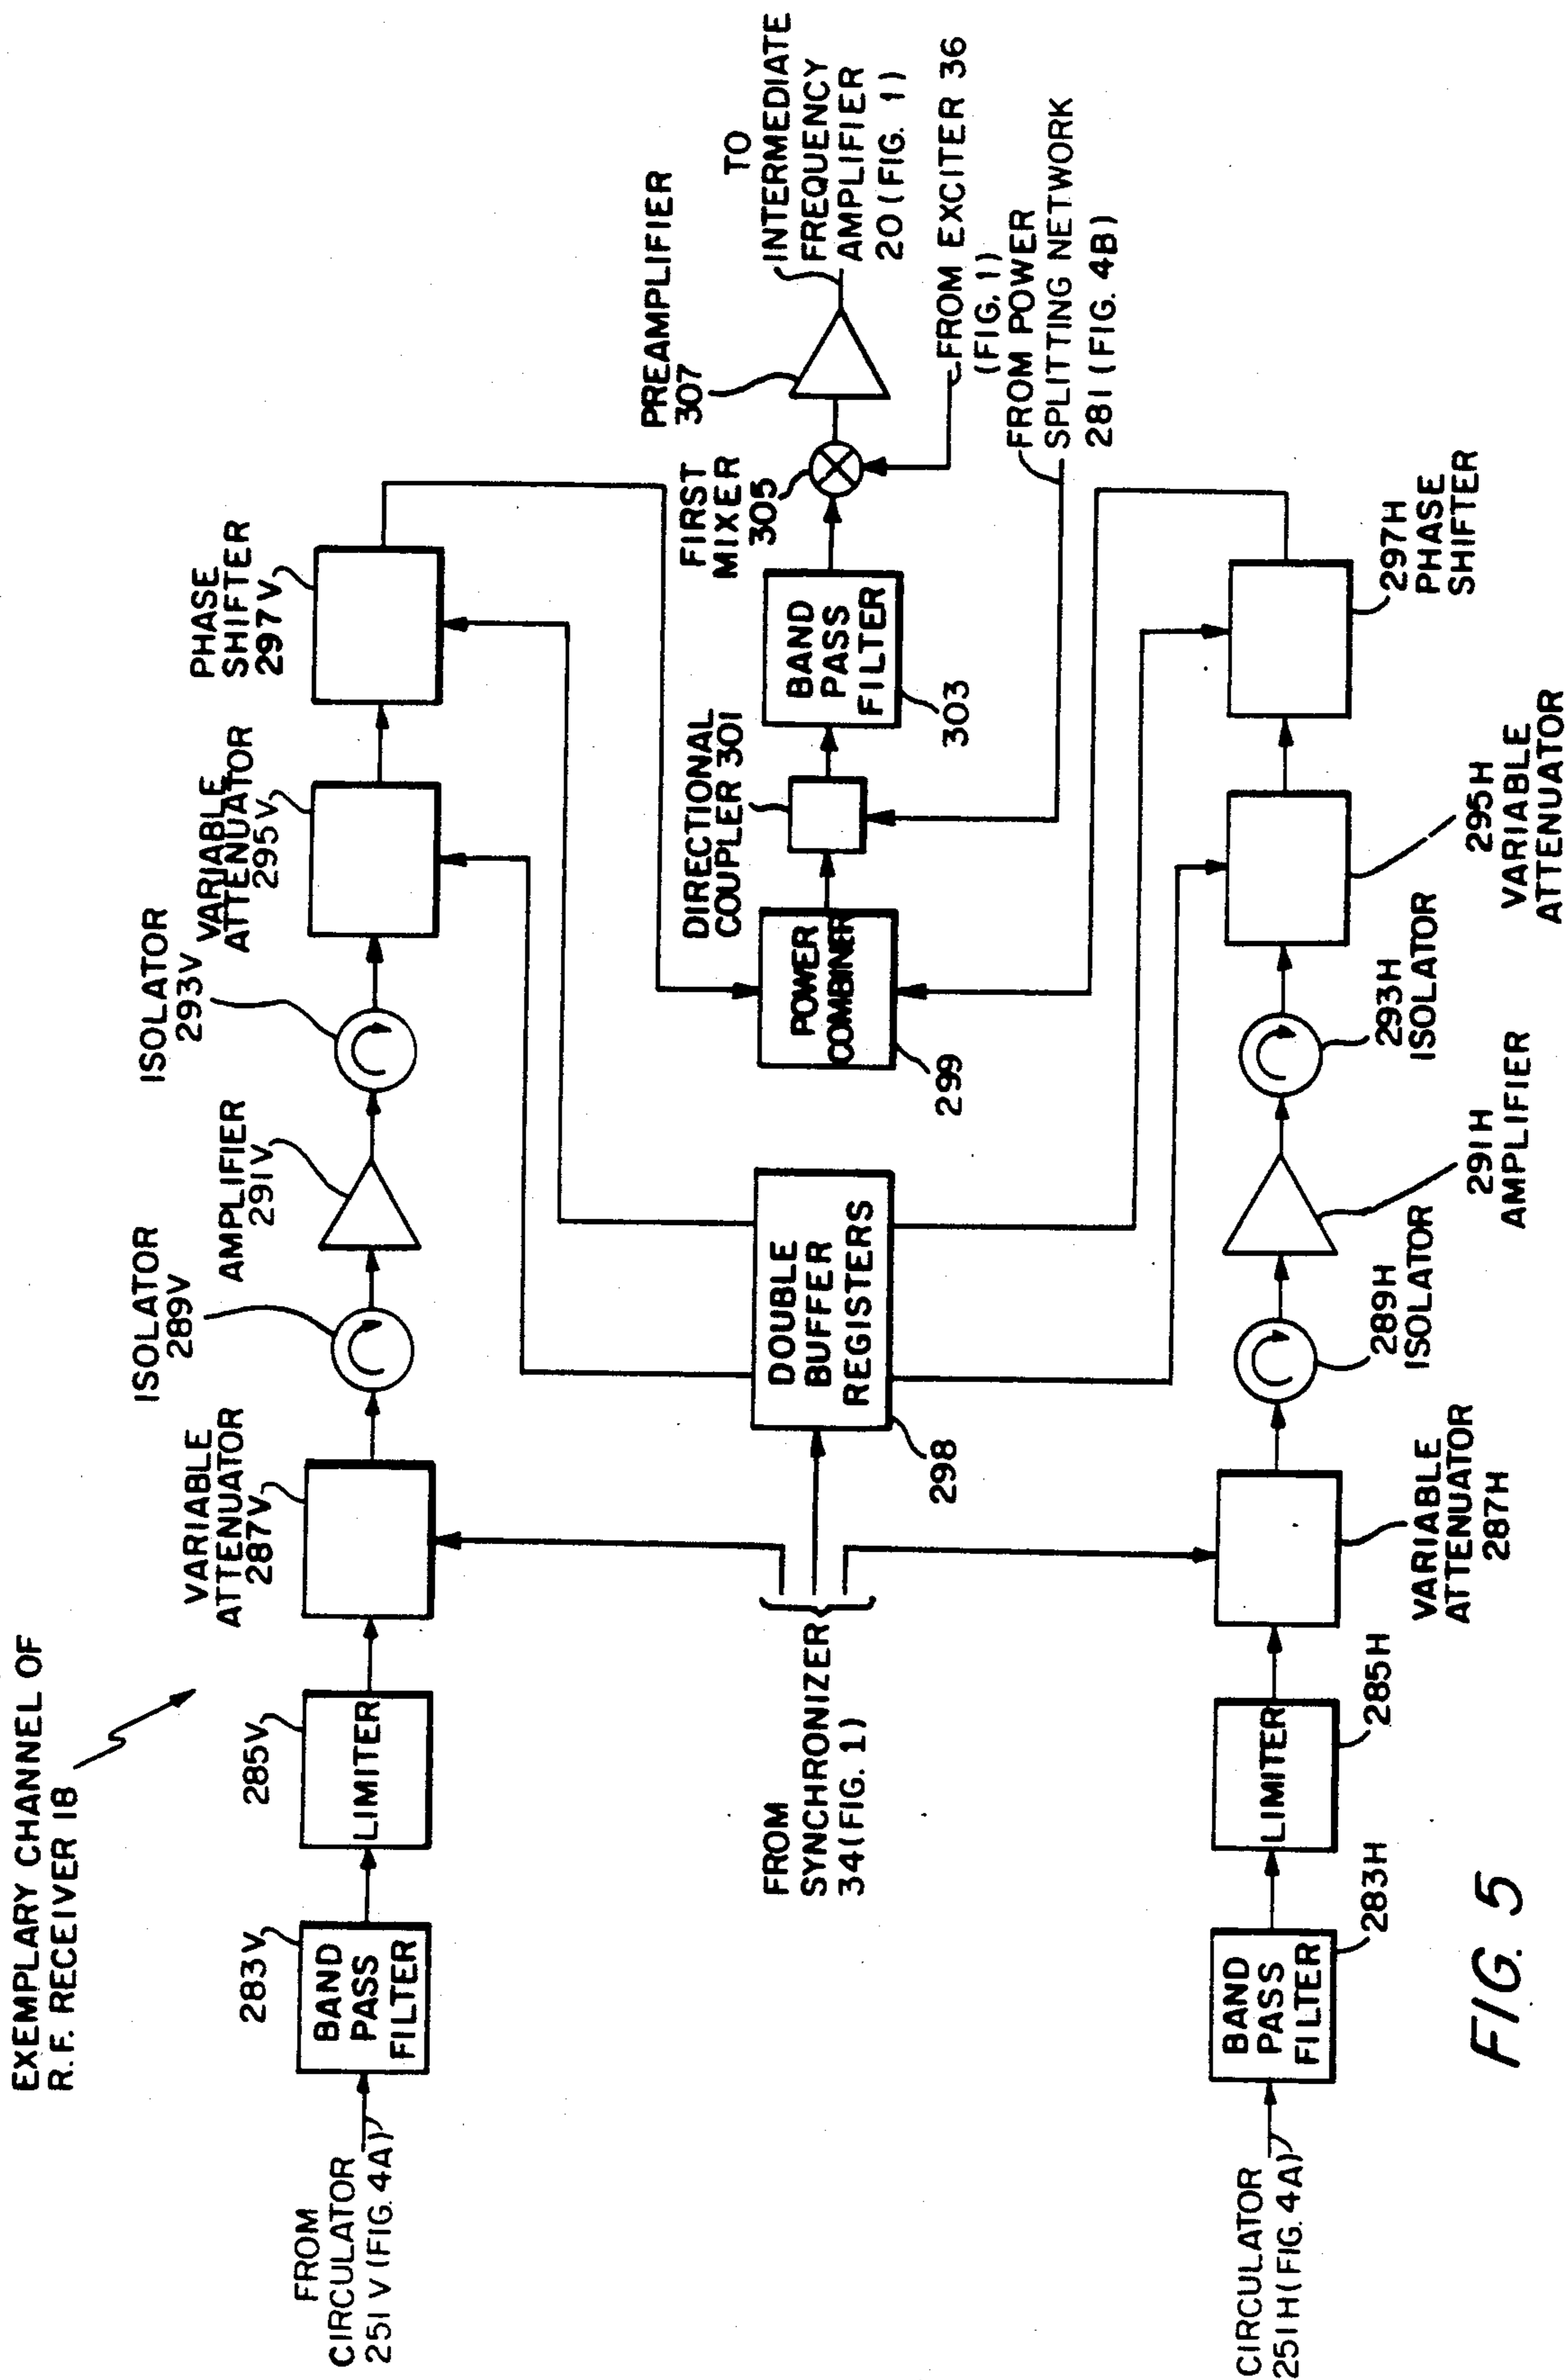 EXEMPLARY CHANNEL OF
R.F. RECEIVER 18
FROM
CIRCULATOR
251V (FIG. 4A)
283V
BAND
PASS
FILTER
285V
LIMITER
VARIABLE
ATTENUATOR
287V
ISOLATOR
289V
AMPLIFIER
291V
ISOLATOR
293V
VARIABLE
ATTENUATOR
295V
PHASE
SHIFTER
297V
FROM
SYNCHRONIZER
34(FIG. 1)
DOUBLE
BUFFER
REGISTERS
298
POWER
COMBINER
299
DIRECTIONAL
COUPLER 301
BAND
PASS
FILTER
303
FIRST
MIXER
305
PREAMPLIFIER
307
TO
INTERMEDIATE
FREQUENCY
AMPLIFIER
20 (FIG. 1)
FROM EXCITER 36
(FIG. 1)
FROM POWER
SPLITTING NETWORK
281 (FIG. 4B)
CIRCULATOR
251H (FIG. 4A)
BAND
PASS
FILTER
283H
LIMITER
285H
VARIABLE
ATTENUATOR
287H
289H
ISOLATOR
291H
AMPLIFIER
293H
ISOLATOR
295H
VARIABLE
ATTENUATOR
297H
PHASE
SHIFTER
FIG. 5